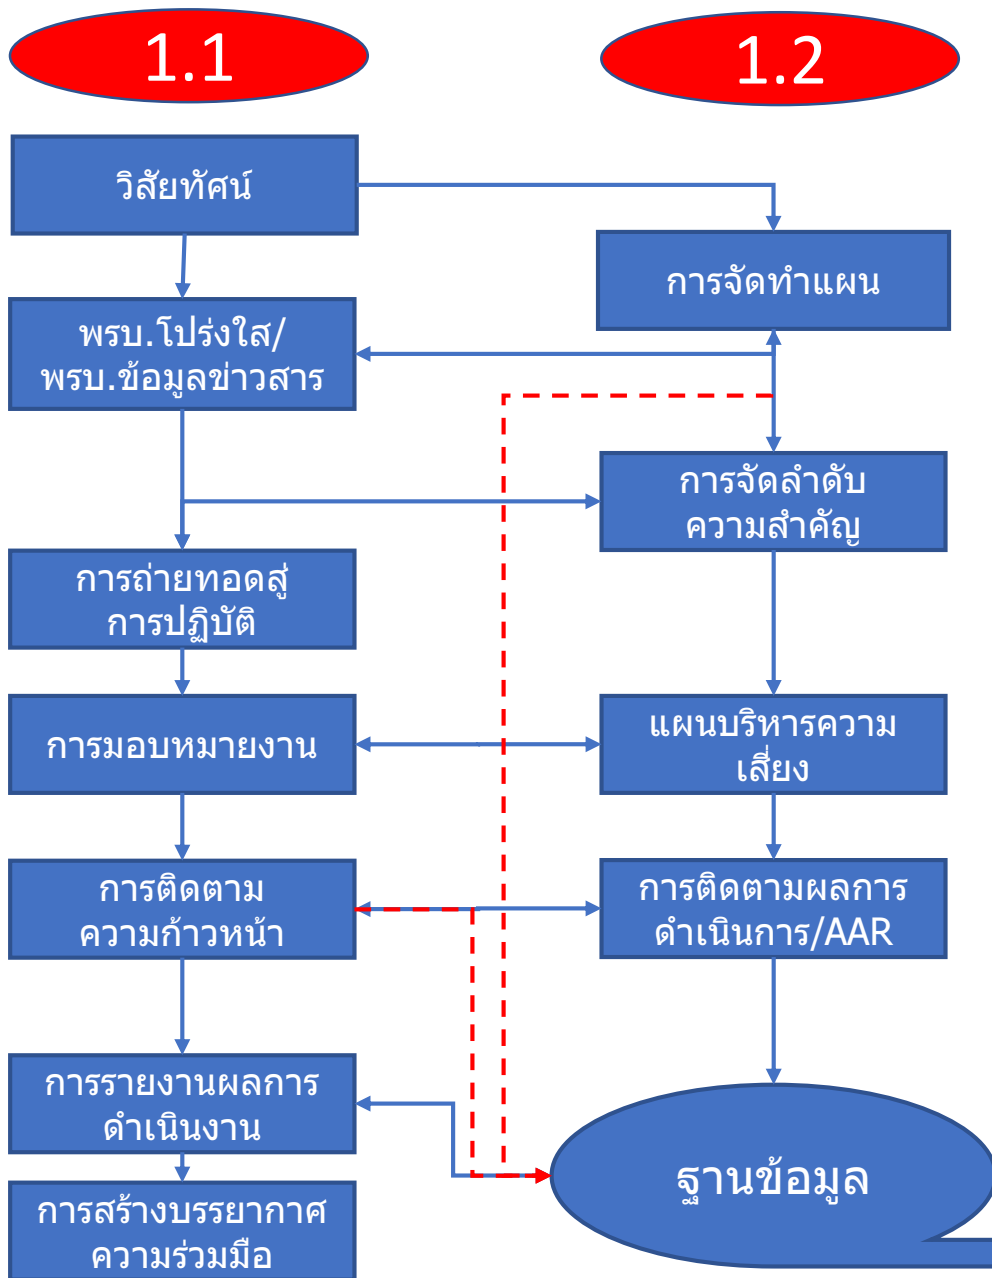 1.1
1.2
วิสัยทัศน์
การจัดทำแผน
พรบ.โปร่งใส/
พรบ.ข้อมูลข่าวสาร
การจัดลำดับ
ความสำคัญ
การถ่ายทอดสู่
การปฏิบัติ
การมอบหมายงาน
แผนบริหารความ
เสี่ยง
การติดตาม
ความก้าวหน้า
การติดตามผลการ
ดำเนินการ/AAR
การรายงานผลการ
ดำเนินงาน
ฐานข้อมูล
การสร้างบรรยากาศ
ความร่วมมือ